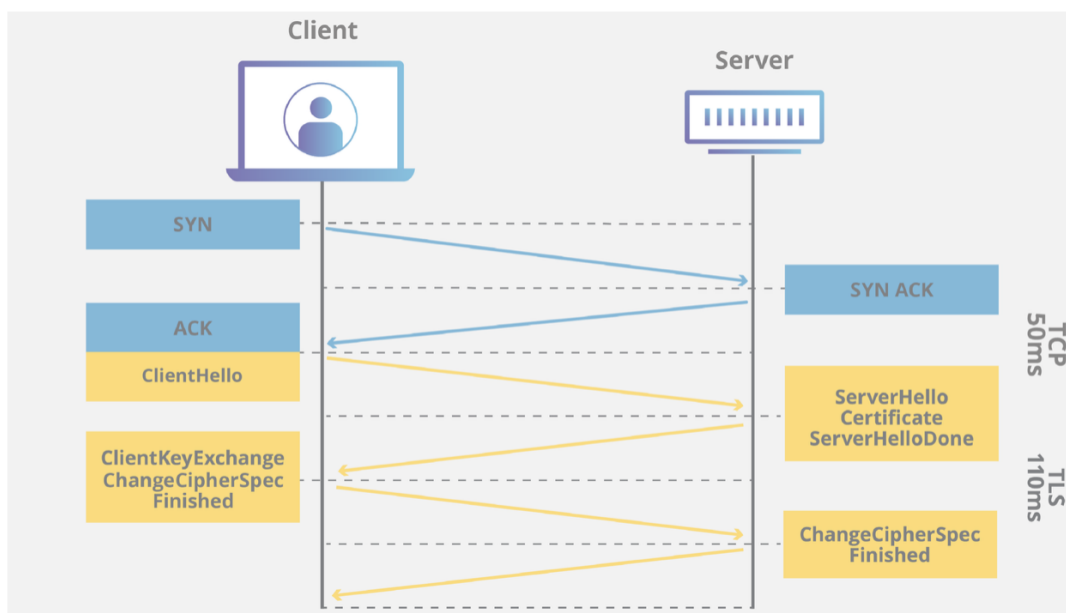 Client
Server
SYN
SYN ACK
ACK
ClientHello
TCP
50ms
ServerHello
Certificate
ServerHelloDone
ClientKeyExchange
ChangeCipherSpec
Finished
TLS
110ms
ChangeCipherSpec
Finished